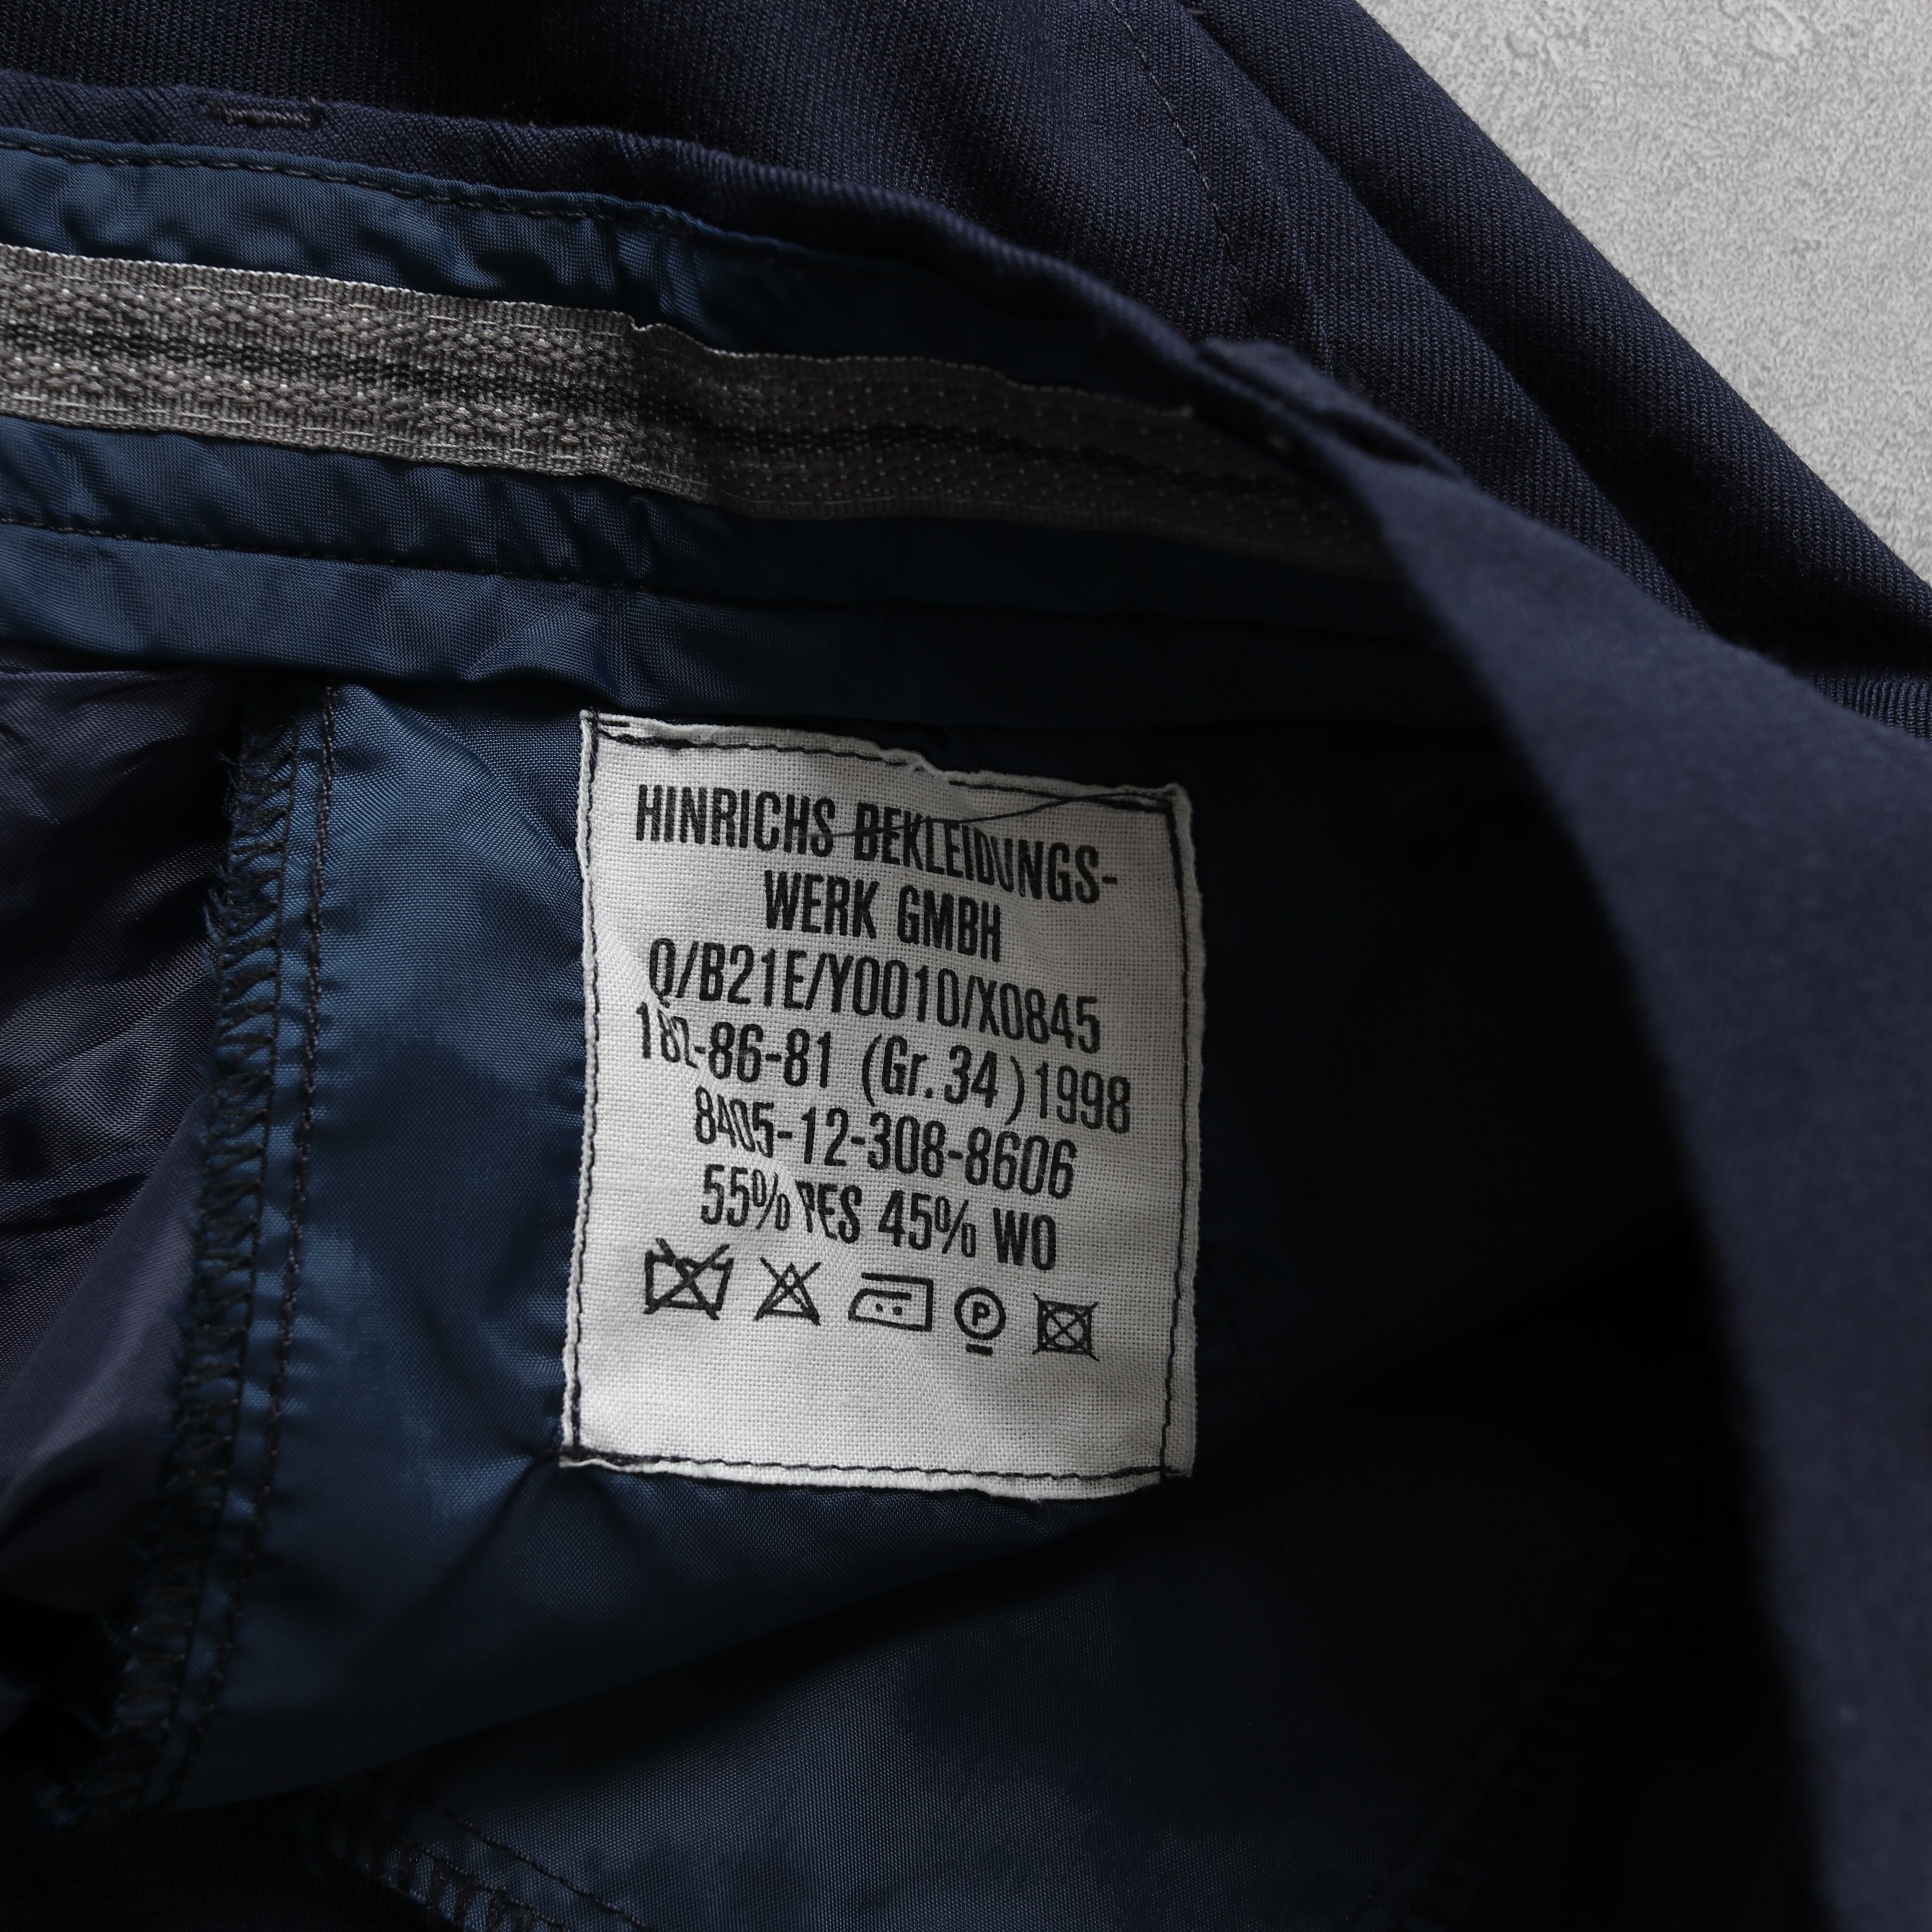 HINRICHS BEKLEIDUNGS-
WERK GMBH
Q/B21E/Y0010/X0845
182-86-81 (Gr.34)1998
8405-12-308-8606
55% PES 45% WO
P